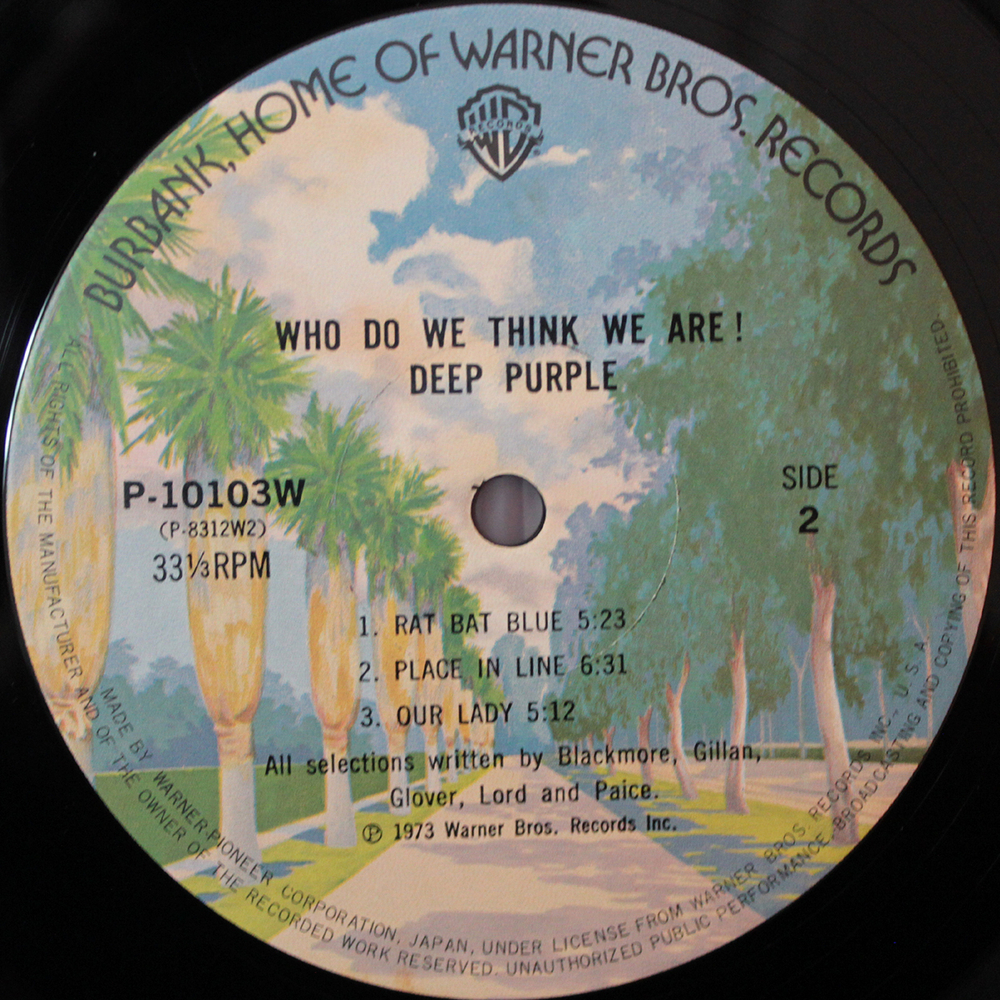 BURBANK, HOME OF WARNER BROS. RECORDS
RECORDS
WHO DO WE THINK WE ARE!
DEEP PURPLE
P-10103W
(P-8312W2)
33⅓RPM
SIDE
2
1. RAT BAT BLUE 5:23
2. PLACE IN LINE 6:31
3. OUR LADY 5:12
All selections written by Blackmore, Gillan,
Glover, Lord and Paice.
Ⓟ 1973 Warner Bros. Records Inc.
MADE BY WARNER-PIONEER CORPORATION, JAPAN, UNDER LICENSE FROM WARNER BROS. RECORDS INC., U.S.A.
ALL RIGHTS OF THE MANUFACTURER AND OF THE OWNER OF THE RECORDED WORK RESERVED. UNAUTHORIZED PUBLIC PERFORMANCE, BROADCASTING AND COPYING OF THIS RECORD PROHIBITED.